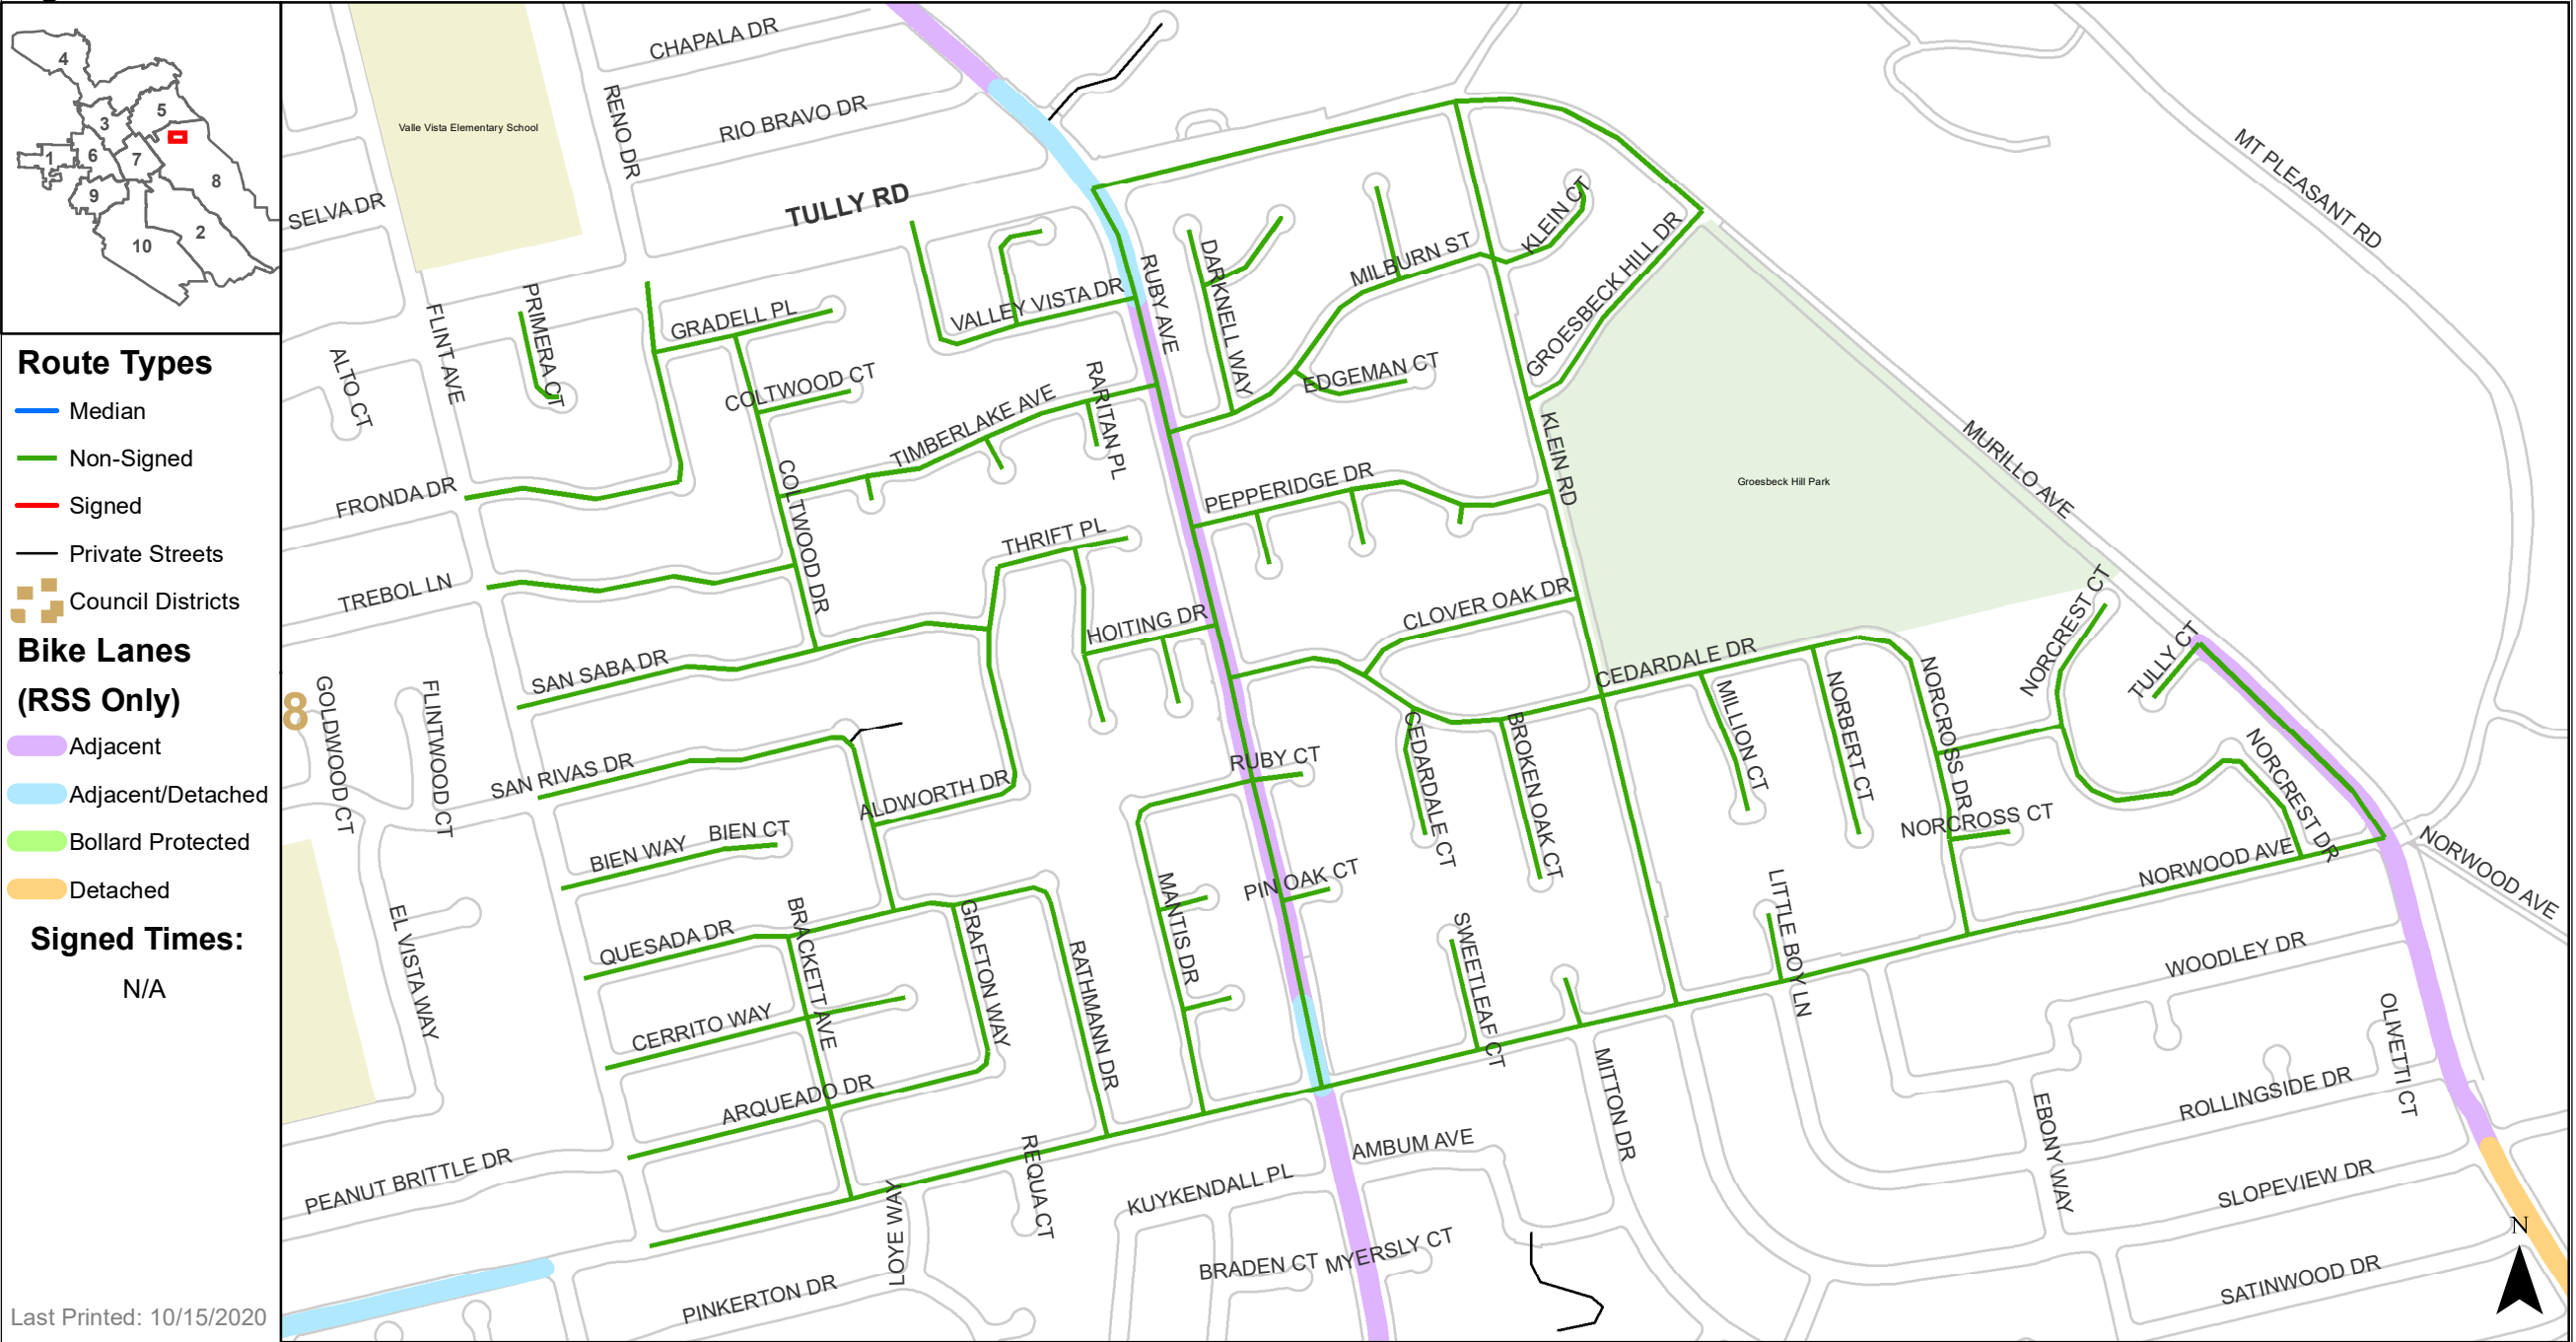 4
5
3
1
6
7
8
9
2
10
Route Types
Median
Non-Signed
Signed
Private Streets
Council Districts
Bike Lanes
(RSS Only)
Adjacent
Adjacent/Detached
Bollard Protected
Detached
Signed Times:
N/A
Last Printed: 10/15/2020
CHAPALA DR
RIO BRAVO DR
RENO DR
Valle Vista Elementary School
SELVA DR
TULLY RD
MT PLEASANT RD
KLEIN CT
MILBURN ST
GROESBECK HILL DR
DARKNELL WAY
RUBY AVE
VALLEY VISTA DR
GRADELL PL
PRIMERA CT
FLINT AVE
ALTO CT
COLTWOOD CT
TIMBERLAKE AVE
RARITAN PL
EDGEMAN CT
KLEIN RD
MURILLO AVE
Groesbeck Hill Park
FRONDA DR
COLTWOOD DR
PEPPERIDGE DR
THRIFT PL
TREBOL LN
HOITING DR
CLOVER OAK DR
CEDARDALE DR
NORCREST CT
TULLY CT
SAN SABA DR
8
GOLDWOOD CT
FLINTWOOD CT
SAN RIVAS DR
ALDWORTH DR
RUBY CT
CEDARDALE CT
BROKEN OAK CT
MILLION CT
NORBERT CT
NORCROSS DR
NORCROSS CT
NORCREST DR
NORWOOD AVE
NORWOOD AVE
BIEN WAY
BIEN CT
PIN OAK CT
MANTIS DR
LITTLE BOY LN
EL VISTA WAY
QUESADA DR
BRACKETT AVE
GRAFTON WAY
RATHMANN DR
SWEETLEAF CT
WOODLEY DR
OLIVETI CT
CERRITO WAY
ARQUEADO DR
MITTON DR
EBONY WAY
ROLLINGSIDE DR
PEANUT BRITTLE DR
REQUA CT
AMBUM AVE
KUYKENDALL PL
SLOPEVIEW DR
LOYE WAY
BRADEN CT
MYERSLY CT
PINKERTON DR
SATINWOOD DR
N